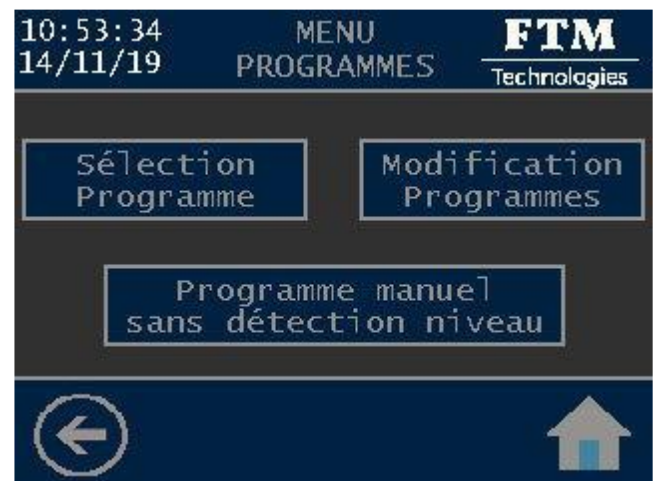 10:53:34
14/11/19
MENU
PROGRAMMES
FTM
Technologies
Sélection
Programme
Modification
Programmes
Programme manuel
sans détection niveau